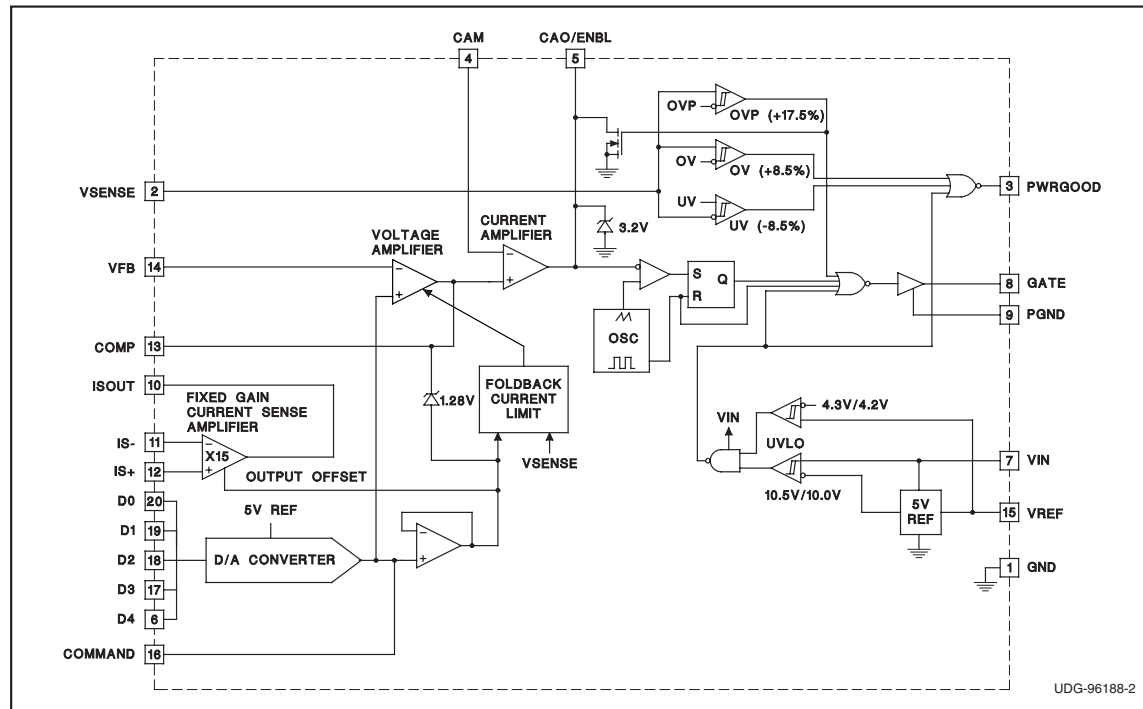 CAM
4
CAO/ENBL
5
OVP
OVP (+17.5%)
OV
OV (+8.5%)
UV
UV (-8.5%)
VSENSE 2
3 PWRGOOD
3.2V
VOLTAGE
AMPLIFIER
CURRENT
AMPLIFIER
VFB 14
−
+
−
+
S
Q
R
OSC
8 GATE
9 PGND
COMP 13
ISOUT 10
1.28V
FOLDBACK
CURRENT
LIMIT
VSENSE
FIXED GAIN
CURRENT SENSE
AMPLIFIER
IS- 11
−
X15
IS+ 12
+
OUTPUT OFFSET
VIN
4.3V/4.2V
UVLO
10.5V/10.0V
7 VIN
5V
REF
15 VREF
1 GND
D0
20
D1
19
D2
18
D3
17
D4
6
5V REF
D/A CONVERTER
−
+
COMMAND 16
UDG-96188-2